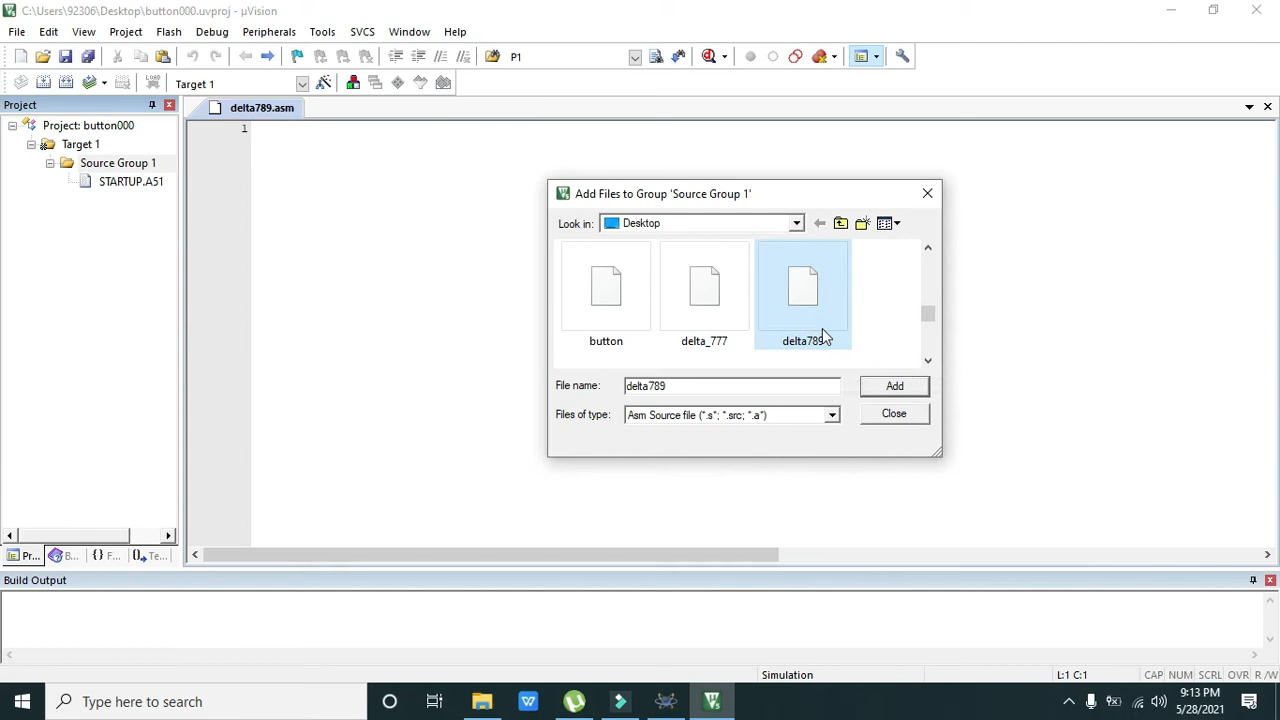 C:\Users\92306\Desktop\button000.uvproj - µVision
File Edit View Project Flash Debug Peripherals Tools SVCS Window Help
P1
LOAD Target 1
Project
delta789.asm
Project: button000
Target 1
Source Group 1
STARTUP.A51
1
Add Files to Group 'Source Group 1'
Look in: Desktop
button delta_777 delta789
File name: delta789 Add
Files of type: Asm Source file (*.s*; *.src; *.a*) Close
Pr... B... {} F... Te...
Build Output
Simulation L:1 C:1 CAP NUM SCRL OVR R/W
Type here to search
9:13 PM
5/28/2021